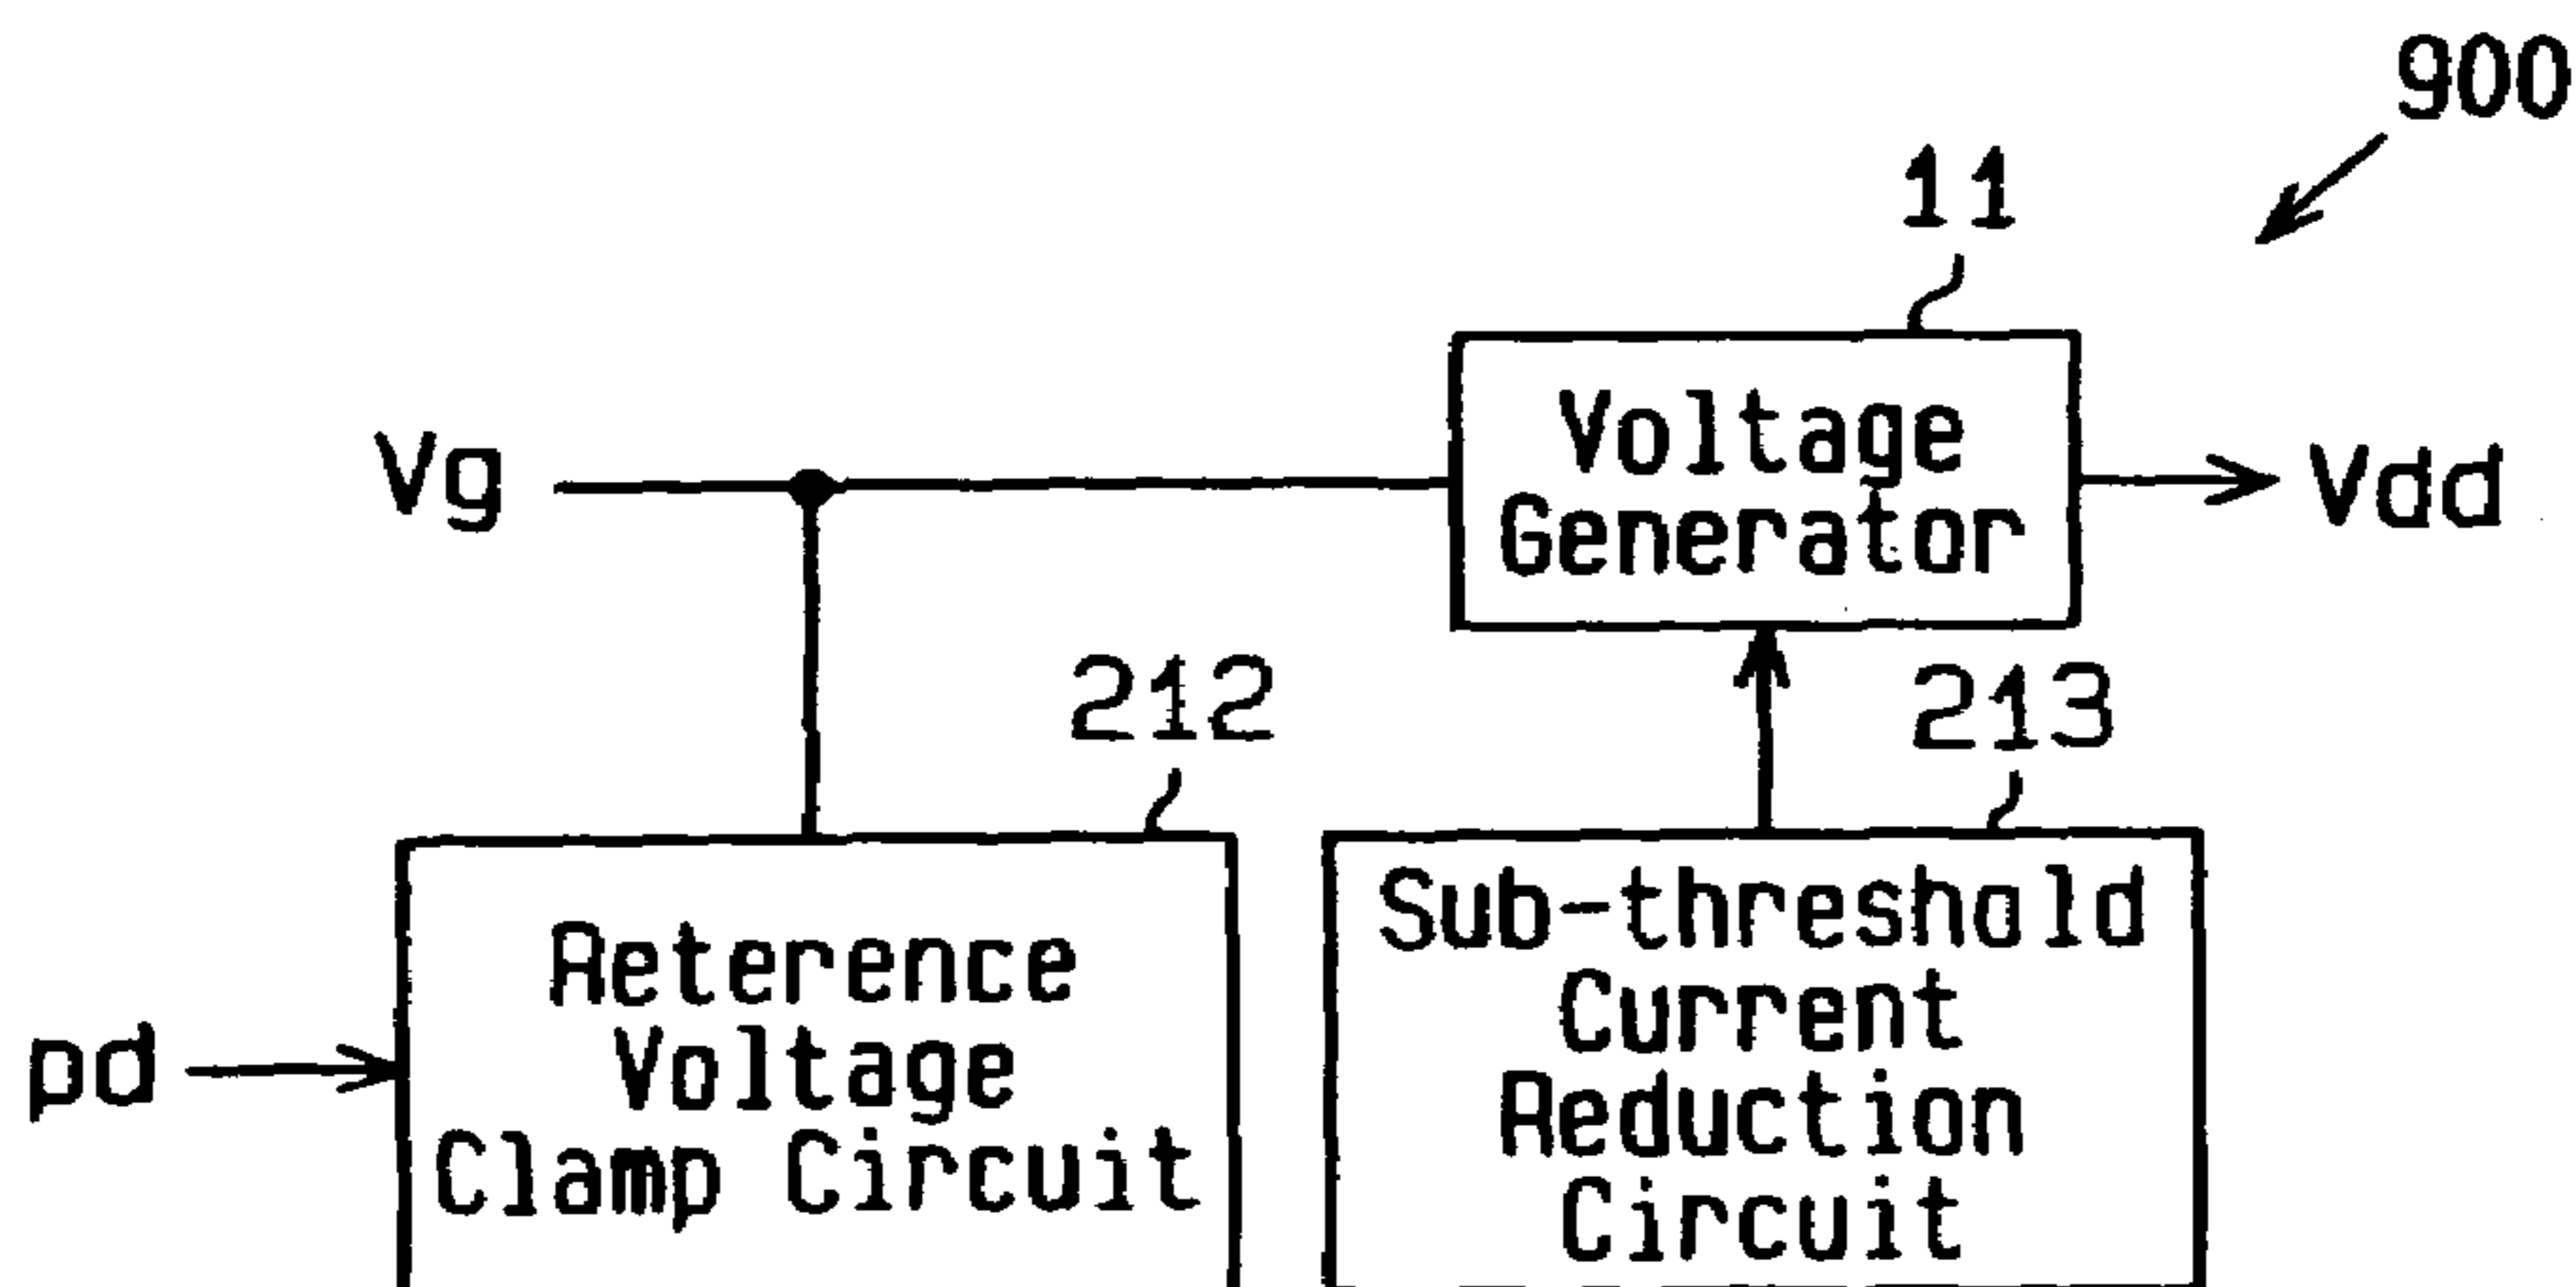 900
11
Vg
Voltage
Generator
Vdd
212
213
pd
Reterence
Voltage
Clamp Circuit
Sub-threshold
Current
Reduction
Circuit